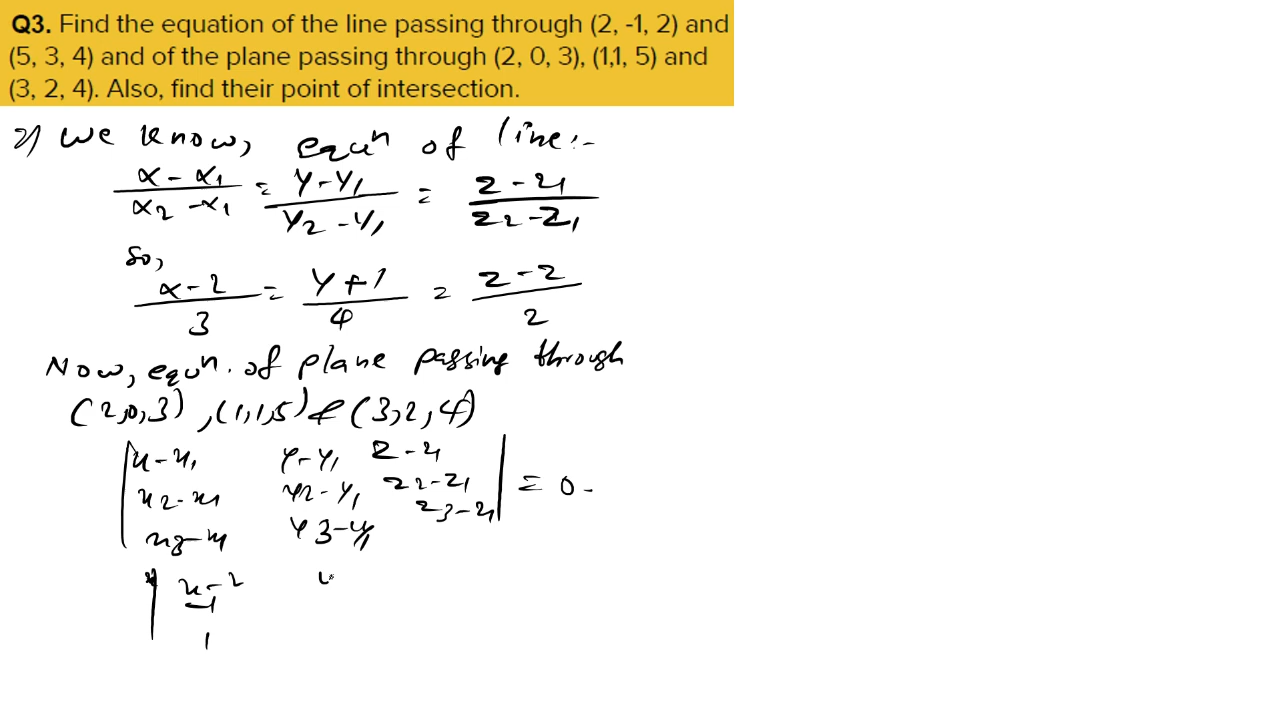 Q3. Find the equation of the line passing through (2, -1, 2) and
(5, 3, 4) and of the plane passing through (2, 0, 3), (1,1, 5) and
(3, 2, 4). Also, find their point of intersection.
We know, equn of line:-
x - x1 / x2 - x1 = y - y1 / y2 - y1 = z - z1 / z2 - z1
so,
x - 2 / 3 = y + 1 / 4 = z - 2 / 2
Now, equn. of plane passing through
(2,0,3), (1,1,5) & (3,2,4)
| x - x1 y - y1 z - z1
x2 - x1 y2 - y1 z2 - z1 | = 0 -
x3 - x1 y3 - y1 z3 - z1
| x - 2
-1
1